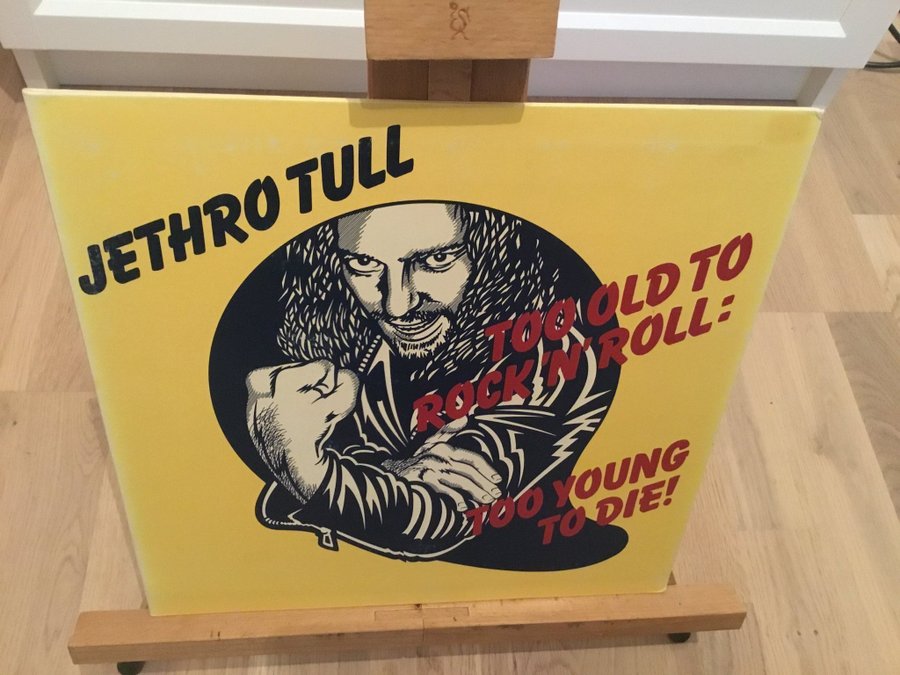 JETHRO TULL
TOO OLD TO
ROCK 'N' ROLL:
TOO YOUNG
TO DIE!